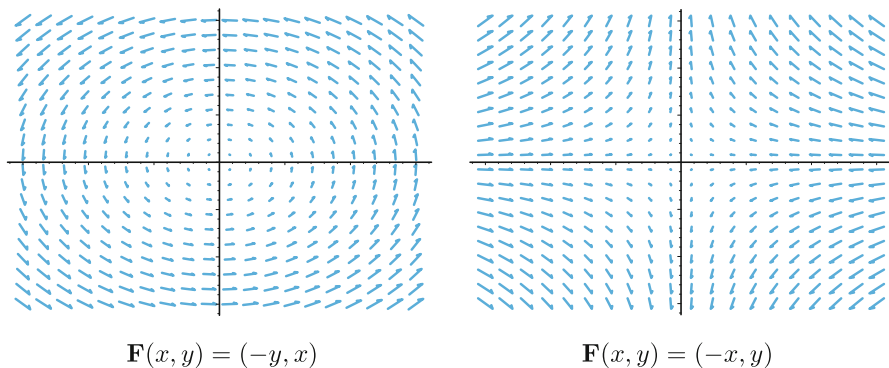 F(x, y) = (−y, x)
F(x, y) = (−x, y)